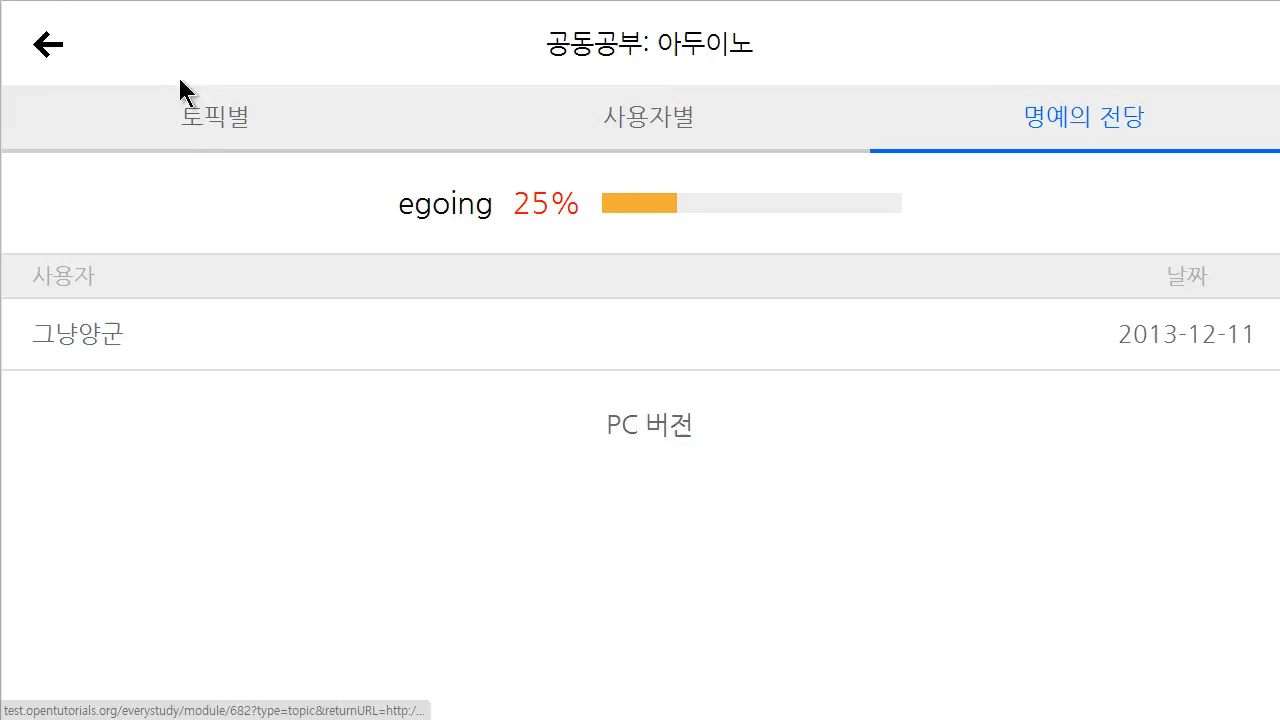 공동공부: 아두이노
토픽별 사용자별 명예의 전당
egoing 25%
사용자 날짜
그냥양군 2013-12-11
PC 버전
test.opentutorials.org/everystudy/module/682?type=topic&returnURL=http:/...